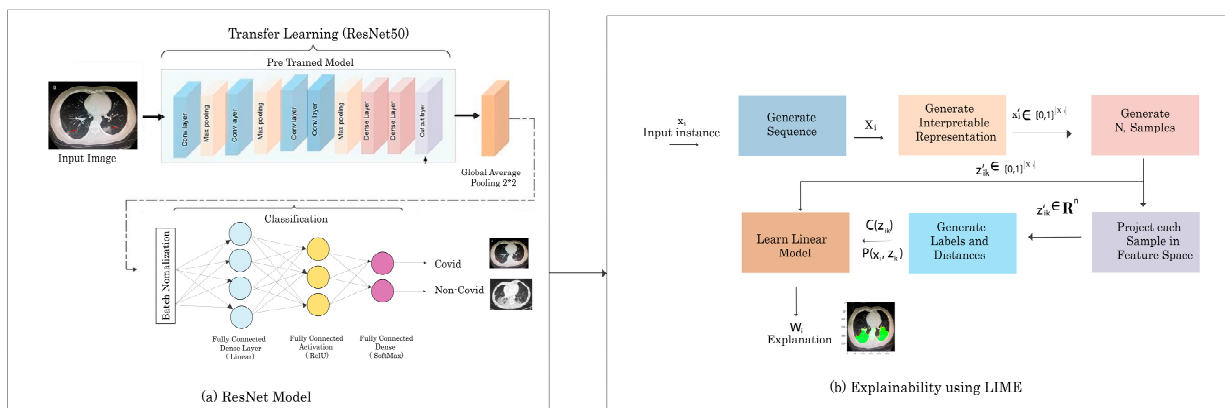 Transfer Learning (ResNet50)
Pre Trained Model
Conv layer
Max pooling
Conv layer
Max pooling
Conv layer
Conv layer
Max pooling
Dense Layer
Dense Layer
Output layer
Input Image
Global Average
Pooling 2*2
Classification
Batch Nomalization
Covid
Non-Covid
Fully Connected
Dense Layer
(Linear)
Fully Connected
Activation
(RelU)
Fully Connected
Dense
(SoftMax)
(a) ResNet Model
xᵢ
Input instance
Generate
Sequence
Xᵢ
Generate
Interpretable
Representation
x′ᵢ ∈ [0,1]^|Xᵢ|
Generate
Nᵢ Samples
z′ᵢₖ ∈ [0,1]^|Xᵢ|
z′ᵢₖ ∈ Rⁿ
Project each
Sample in
Feature Space
Generate
Labels and
Distances
C(zᵢₖ)
P(xᵢ, zᵢₖ)
Learn Linear
Model
Wᵢ
Explanation
(b) Explainability using LIME